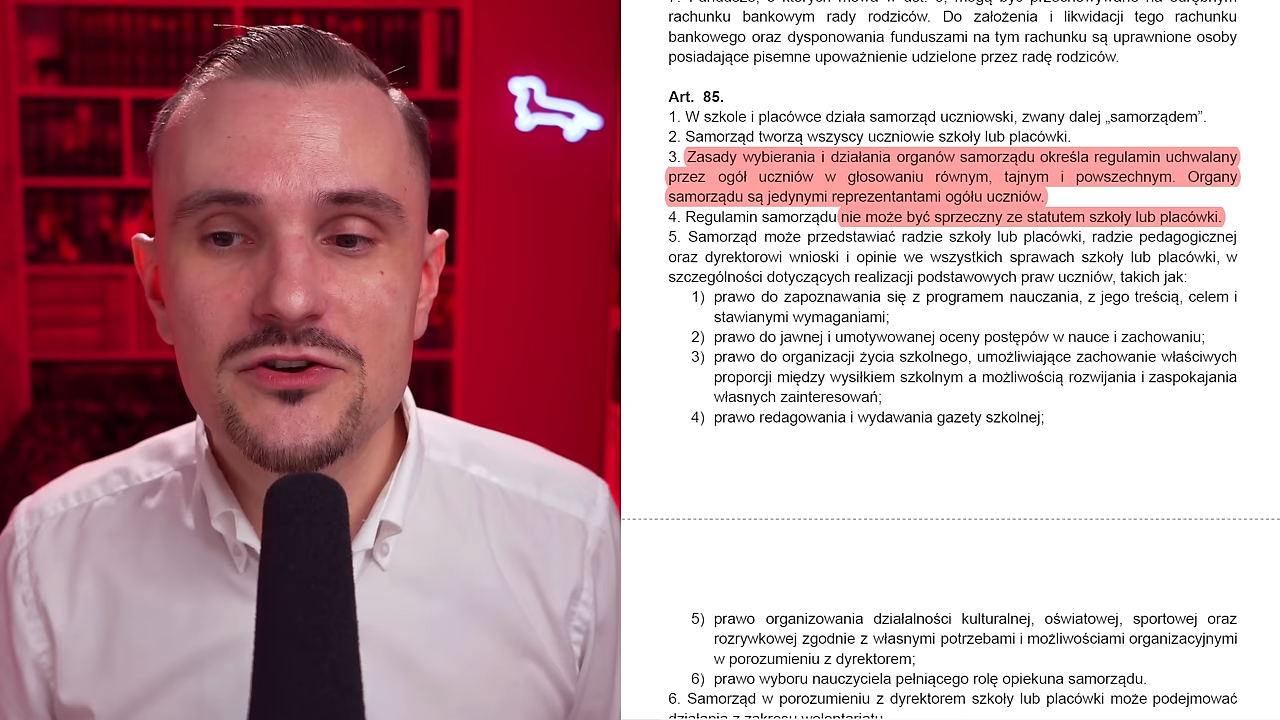 rachunku bankowym rady rodziców. Do założenia i likwidacji tego rachunku
bankowego oraz dysponowania funduszami na tym rachunku są uprawnione osoby
posiadające pisemne upoważnienie udzielone przez radę rodziców.
Art. 85.
1. W szkole i placówce działa samorząd uczniowski, zwany dalej „samorządem”.
2. Samorząd tworzą wszyscy uczniowie szkoły lub placówki.
3. Zasady wybierania i działania organów samorządu określa regulamin uchwalany
przez ogół uczniów w głosowaniu równym, tajnym i powszechnym. Organy
samorządu są jedynymi reprezentantami ogółu uczniów.
4. Regulamin samorządu nie może być sprzeczny ze statutem szkoły lub placówki.
5. Samorząd może przedstawiać radzie szkoły lub placówki, radzie pedagogicznej
oraz dyrektorowi wnioski i opinie we wszystkich sprawach szkoły lub placówki, w
szczególności dotyczących realizacji podstawowych praw uczniów, takich jak:
1) prawo do zapoznawania się z programem nauczania, z jego treścią, celem i
stawianymi wymaganiami;
2) prawo do jawnej i umotywowanej oceny postępów w nauce i zachowaniu;
3) prawo do organizacji życia szkolnego, umożliwiające zachowanie właściwych
proporcji między wysiłkiem szkolnym a możliwością rozwijania i zaspokajania
własnych zainteresowań;
4) prawo redagowania i wydawania gazety szkolnej;
5) prawo organizowania działalności kulturalnej, oświatowej, sportowej oraz
rozrywkowej zgodnie z własnymi potrzebami i możliwościami organizacyjnymi
w porozumieniu z dyrektorem;
6) prawo wyboru nauczyciela pełniącego rolę opiekuna samorządu.
6. Samorząd w porozumieniu z dyrektorem szkoły lub placówki może podejmować
działania z zakresu wolontariatu.